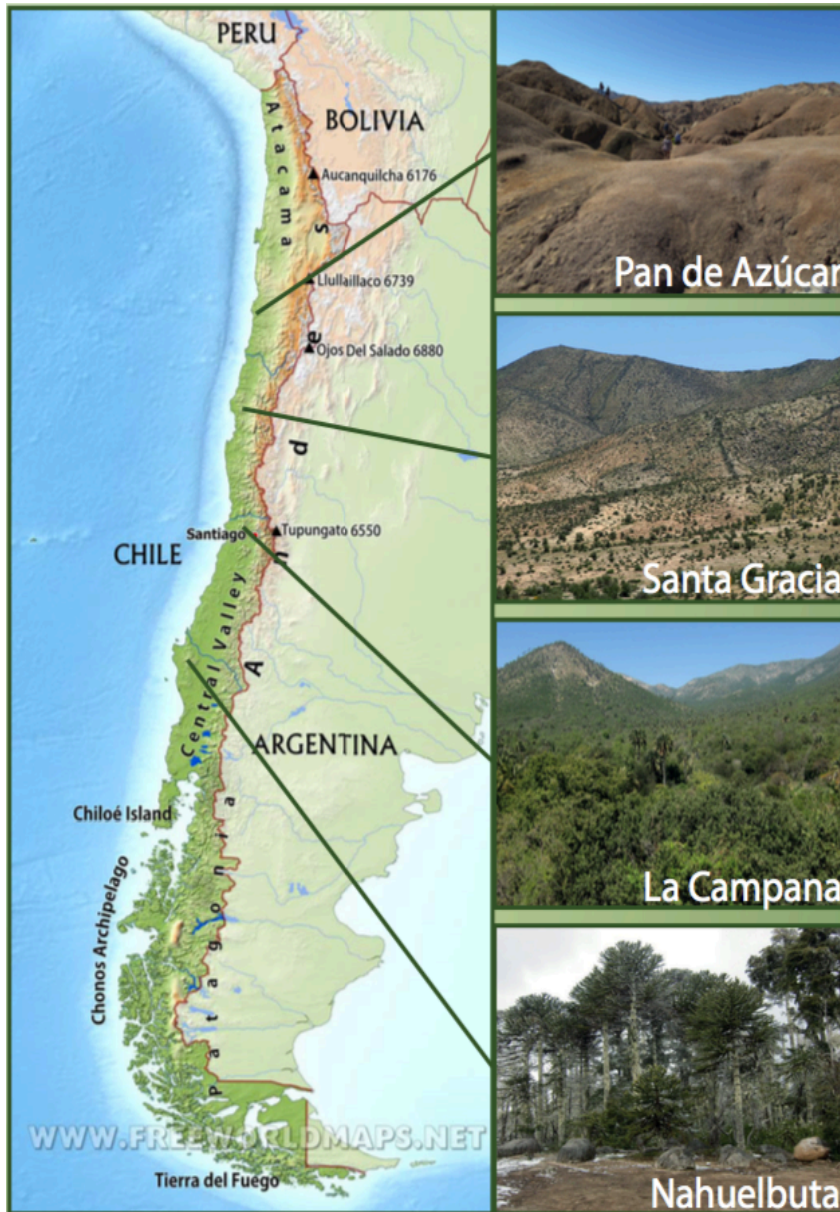 PERU
BOLIVIA
Atacama
Aucanquilcha 6176
Llullaillaco 6739
Ojos Del Salado 6880
Andes
Santiago
Tupungato 6550
CHILE
Central Valley
ARGENTINA
Chiloé Island
Chonos Archipelago
Patagonia
WWW.FREEWORLDMAPS.NET
Tierra del Fuego
Pan de Azúcar
Santa Gracia
La Campana
Nahuelbuta